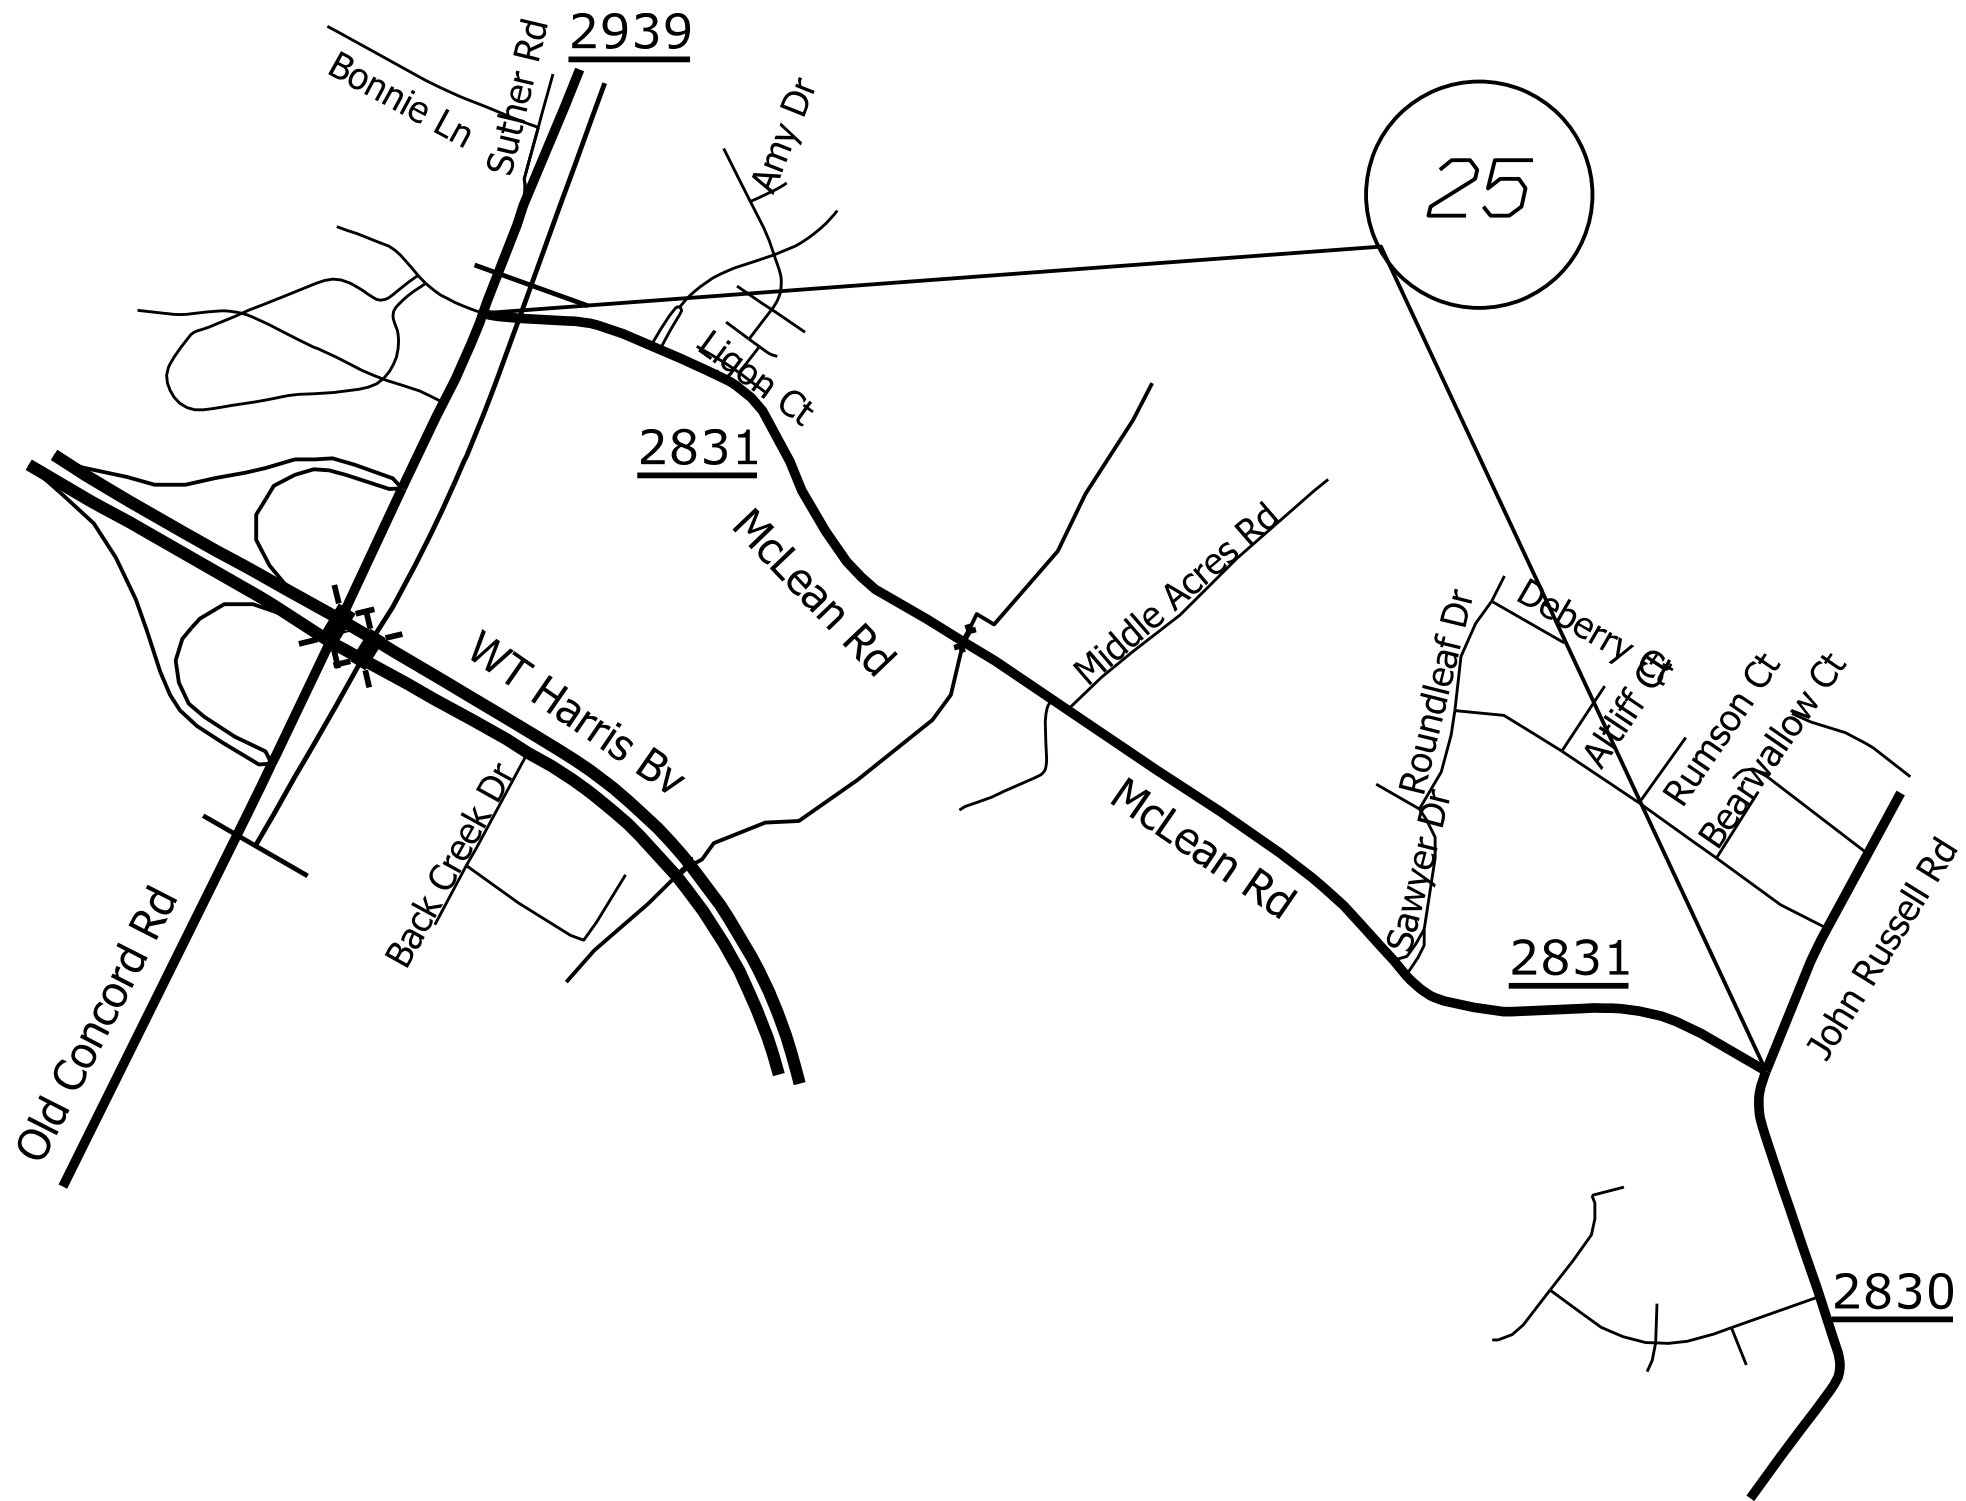 2939
Suther Rd
Bonnie Ln
Amy Dr
25
Ligon Ct
2831
McLean Rd
Middle Acres Rd
Deberry Ct
Roundleaf Dr
WT Harris Bv
Altliff Ct
Rumson Ct
Bearwallow Ct
Back Creek Dr
McLean Rd
Sawyer Dr
John Russell Rd
Old Concord Rd
2831
2830